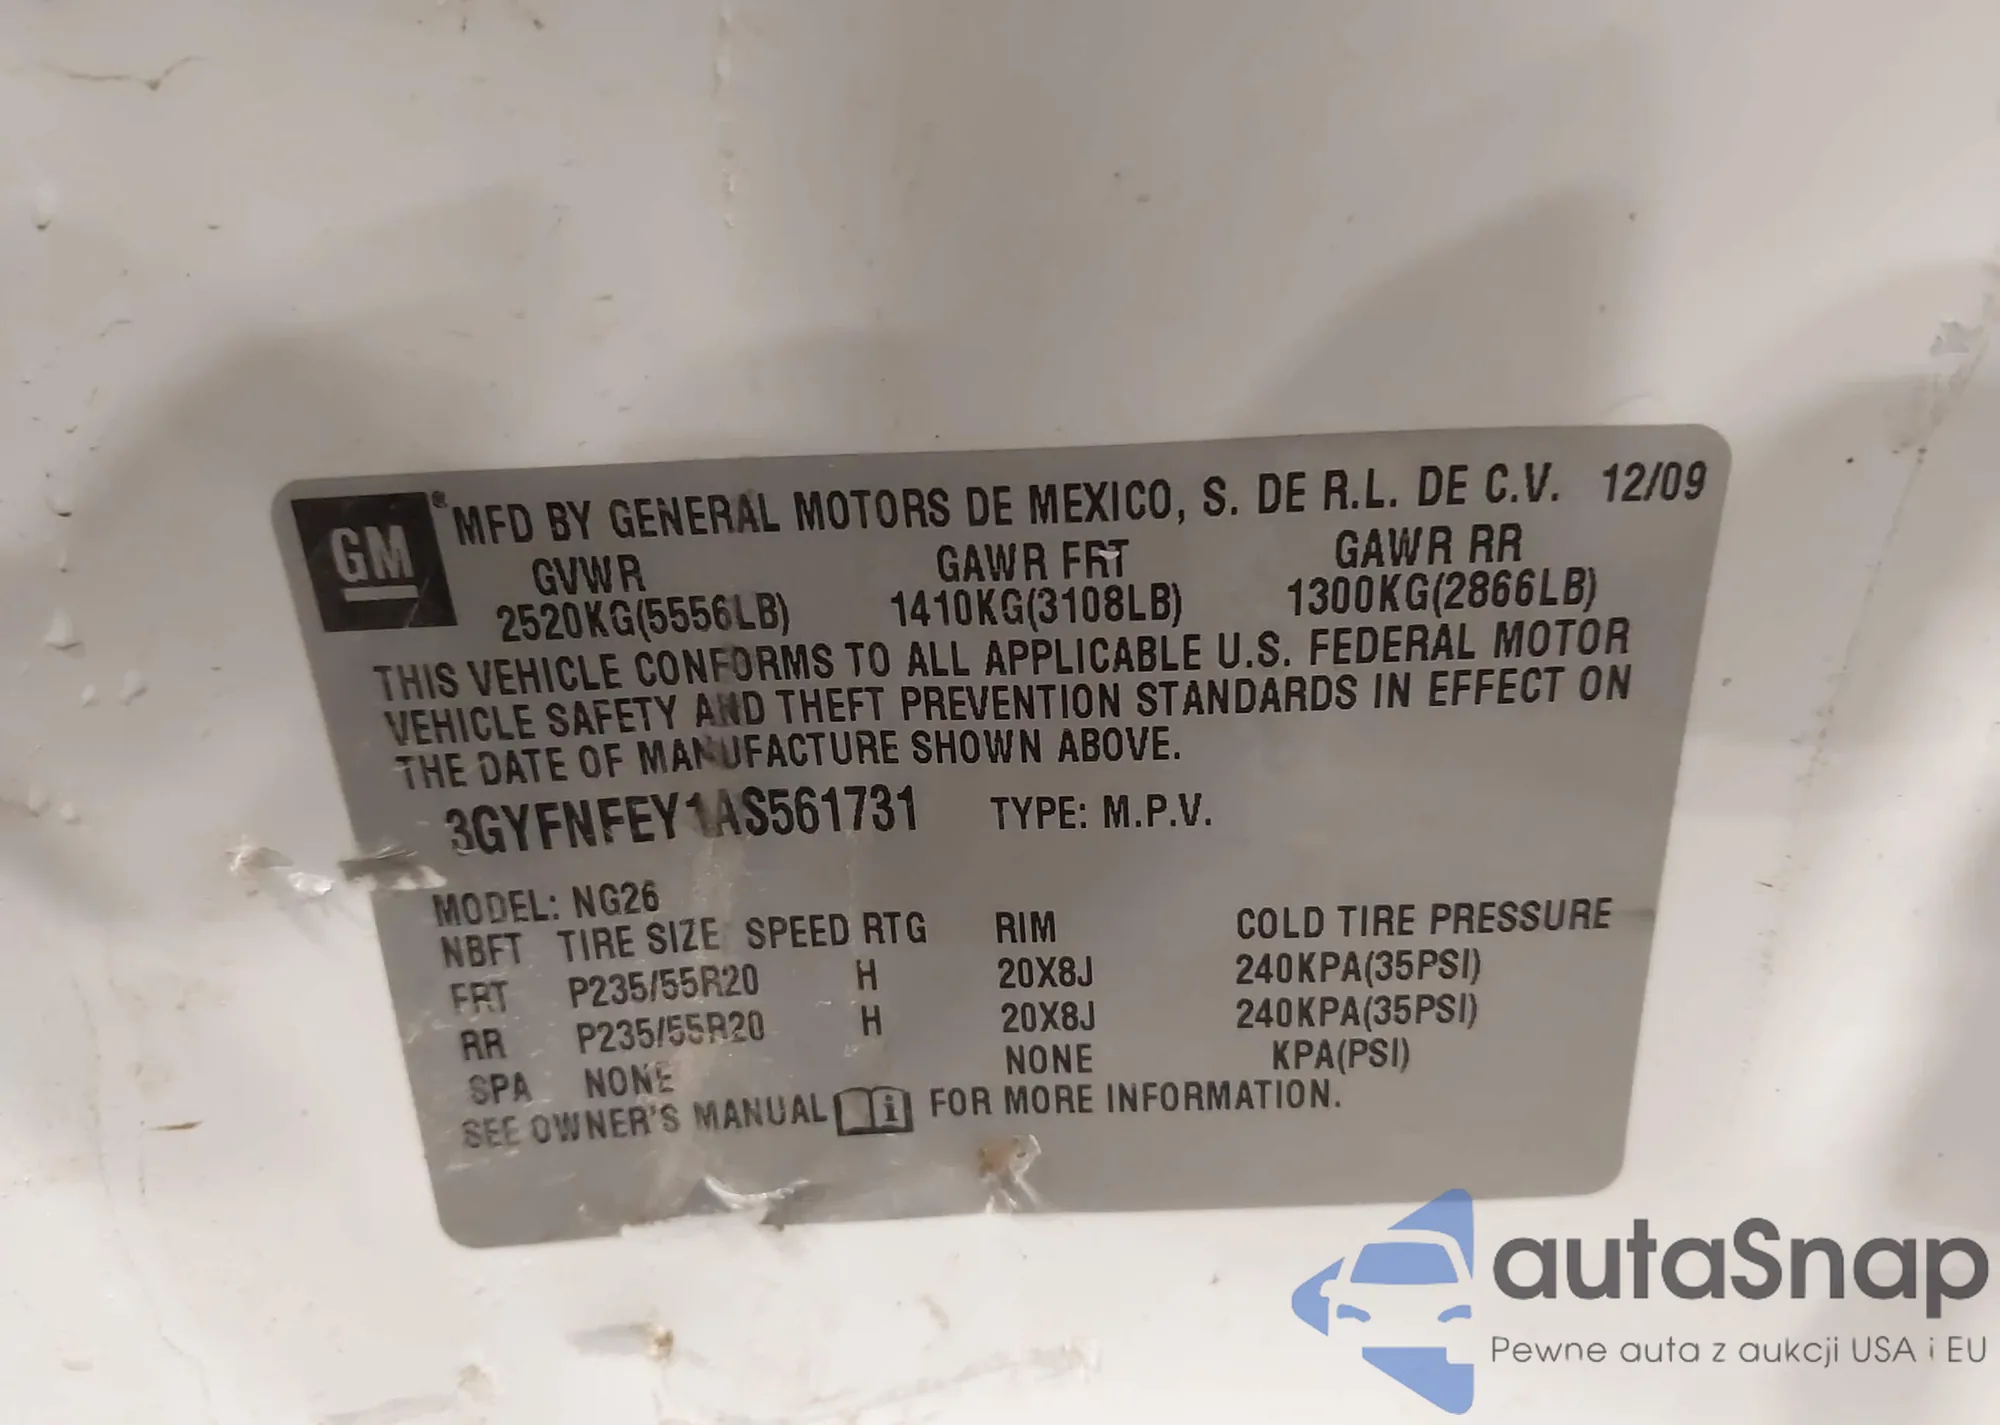 GM ® MFD BY GENERAL MOTORS DE MEXICO, S. DE R.L. DE C.V. 12/09
GVWR GAWR FRT GAWR RR
2520KG(5556LB) 1410KG(3108LB) 1300KG(2866LB)
THIS VEHICLE CONFORMS TO ALL APPLICABLE U.S. FEDERAL MOTOR
VEHICLE SAFETY AND THEFT PREVENTION STANDARDS IN EFFECT ON
THE DATE OF MANUFACTURE SHOWN ABOVE.
3GYFNFEY1AS561731 TYPE: M.P.V.
MODEL: NG26
NBFT TIRE SIZE SPEED RTG RIM COLD TIRE PRESSURE
FRT P235/55R20 H 20X8J 240KPA(35PSI)
RR P235/55R20 H 20X8J 240KPA(35PSI)
SPA NONE NONE KPA(PSI)
SEE OWNER'S MANUAL i FOR MORE INFORMATION.
autaSnap
Pewne auta z aukcji USA i EU